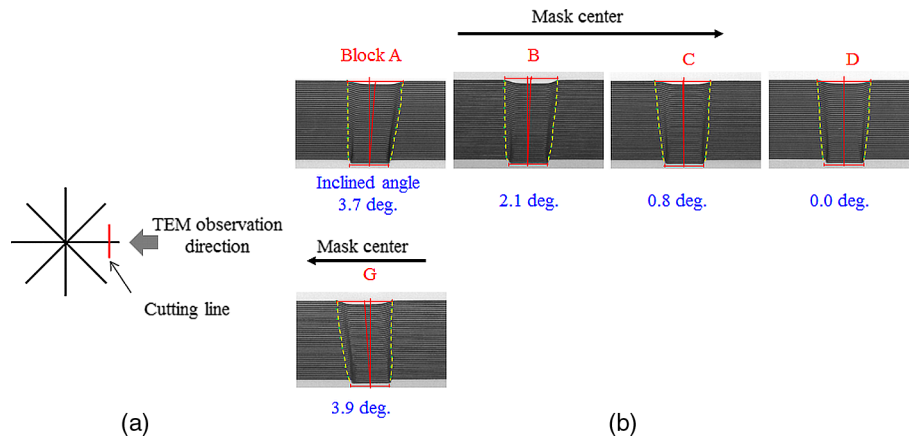 Mask center
Block A
B
C
D
Inclined angle
3.7 deg.
2.1 deg.
0.8 deg.
0.0 deg.
TEM observation
direction
Cutting line
Mask center
G
3.9 deg.
(a)
(b)